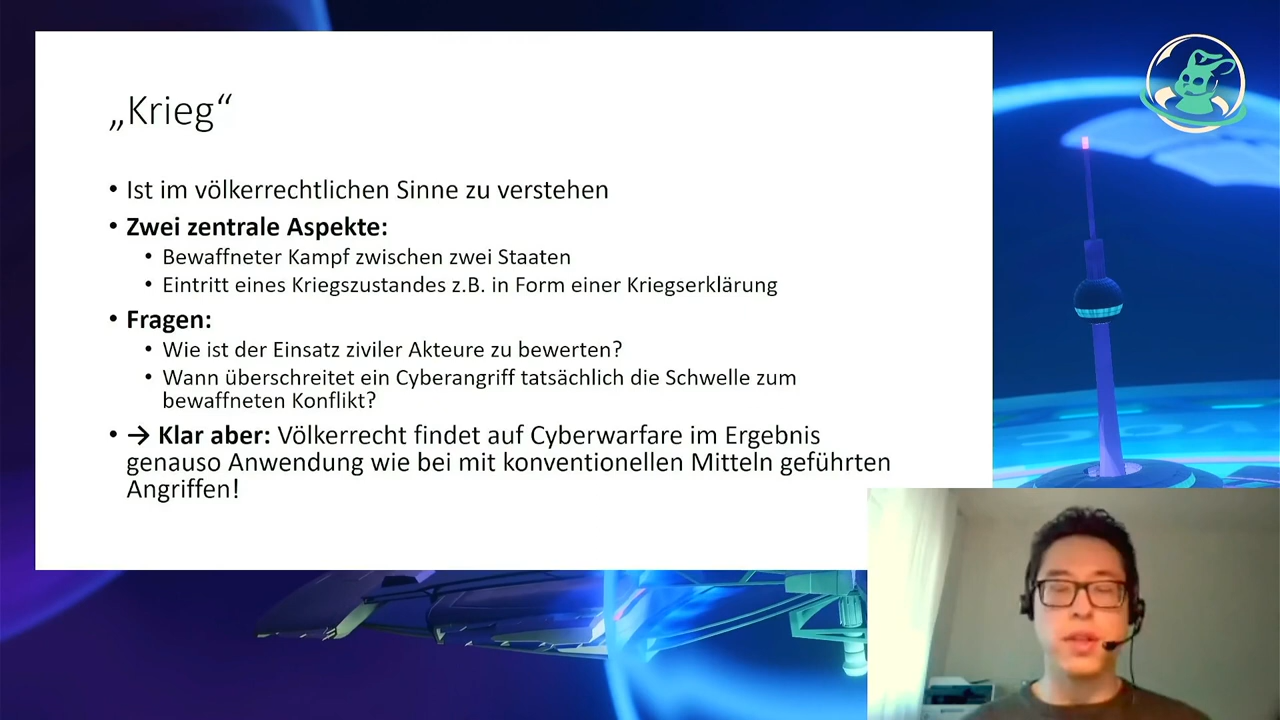 „Krieg“
• Ist im völkerrechtlichen Sinne zu verstehen
• Zwei zentrale Aspekte:
• Bewaffneter Kampf zwischen zwei Staaten
• Eintritt eines Kriegszustandes z.B. in Form einer Kriegserklärung
• Fragen:
• Wie ist der Einsatz ziviler Akteure zu bewerten?
• Wann überschreitet ein Cyberangriff tatsächlich die Schwelle zum
bewaffneten Konflikt?
• → Klar aber: Völkerrecht findet auf Cyberwarfare im Ergebnis
genauso Anwendung wie bei mit konventionellen Mitteln geführten
Angriffen!